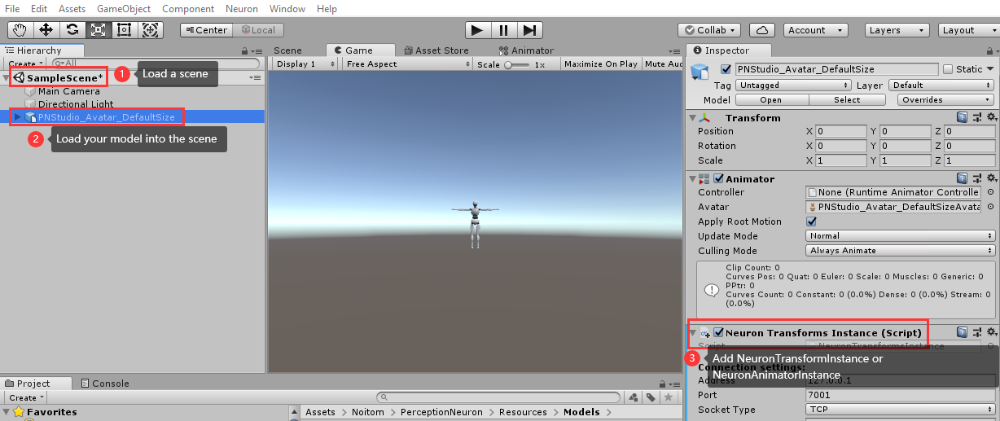 File Edit Assets GameObject Component Neuron Window Help
Center Local Collab Account Layers Layout
Hierarchy Scene Game Asset Store Animator Inspector
Create All Display 1 Free Aspect Scale 1x Maximize On Play Mute Aud PNStudio_Avatar_DefaultSize Static
SampleScene* 1 Load a scene Tag Untagged Layer Default
Main Camera Model Open Select Overrides
Directional Light
PNStudio_Avatar_DefaultSize Transform
2 Load your model into the scene Position X 0 Y 0 Z 0
Rotation X 0 Y 0 Z 0
Scale X 1 Y 1 Z 1
Animator
Controller None (Runtime Animator Controlle
Avatar PNStudio_Avatar_DefaultSizeAvata
Apply Root Motion
Update Mode Normal
Culling Mode Always Animate
Clip Count: 0
Curves Pos: 0 Quat: 0 Euler: 0 Scale: 0 Muscles: 0 Generic: 0
PPtr: 0
Curves Count: 0 Constant: 0 (0.0%) Dense: 0 (0.0%) Stream: 0
(0.0%)
Neuron Transforms Instance (Script)
Script NeuronTransformsInstance
3 Add NeuronTransformInstance or
Connection settings:
NeuronAnimatorInstance
Address 127.0.0.1
Port 7001
Socket Type TCP
Project Console
Create
Favorites Assets Noitom PerceptionNeuron Resources Models